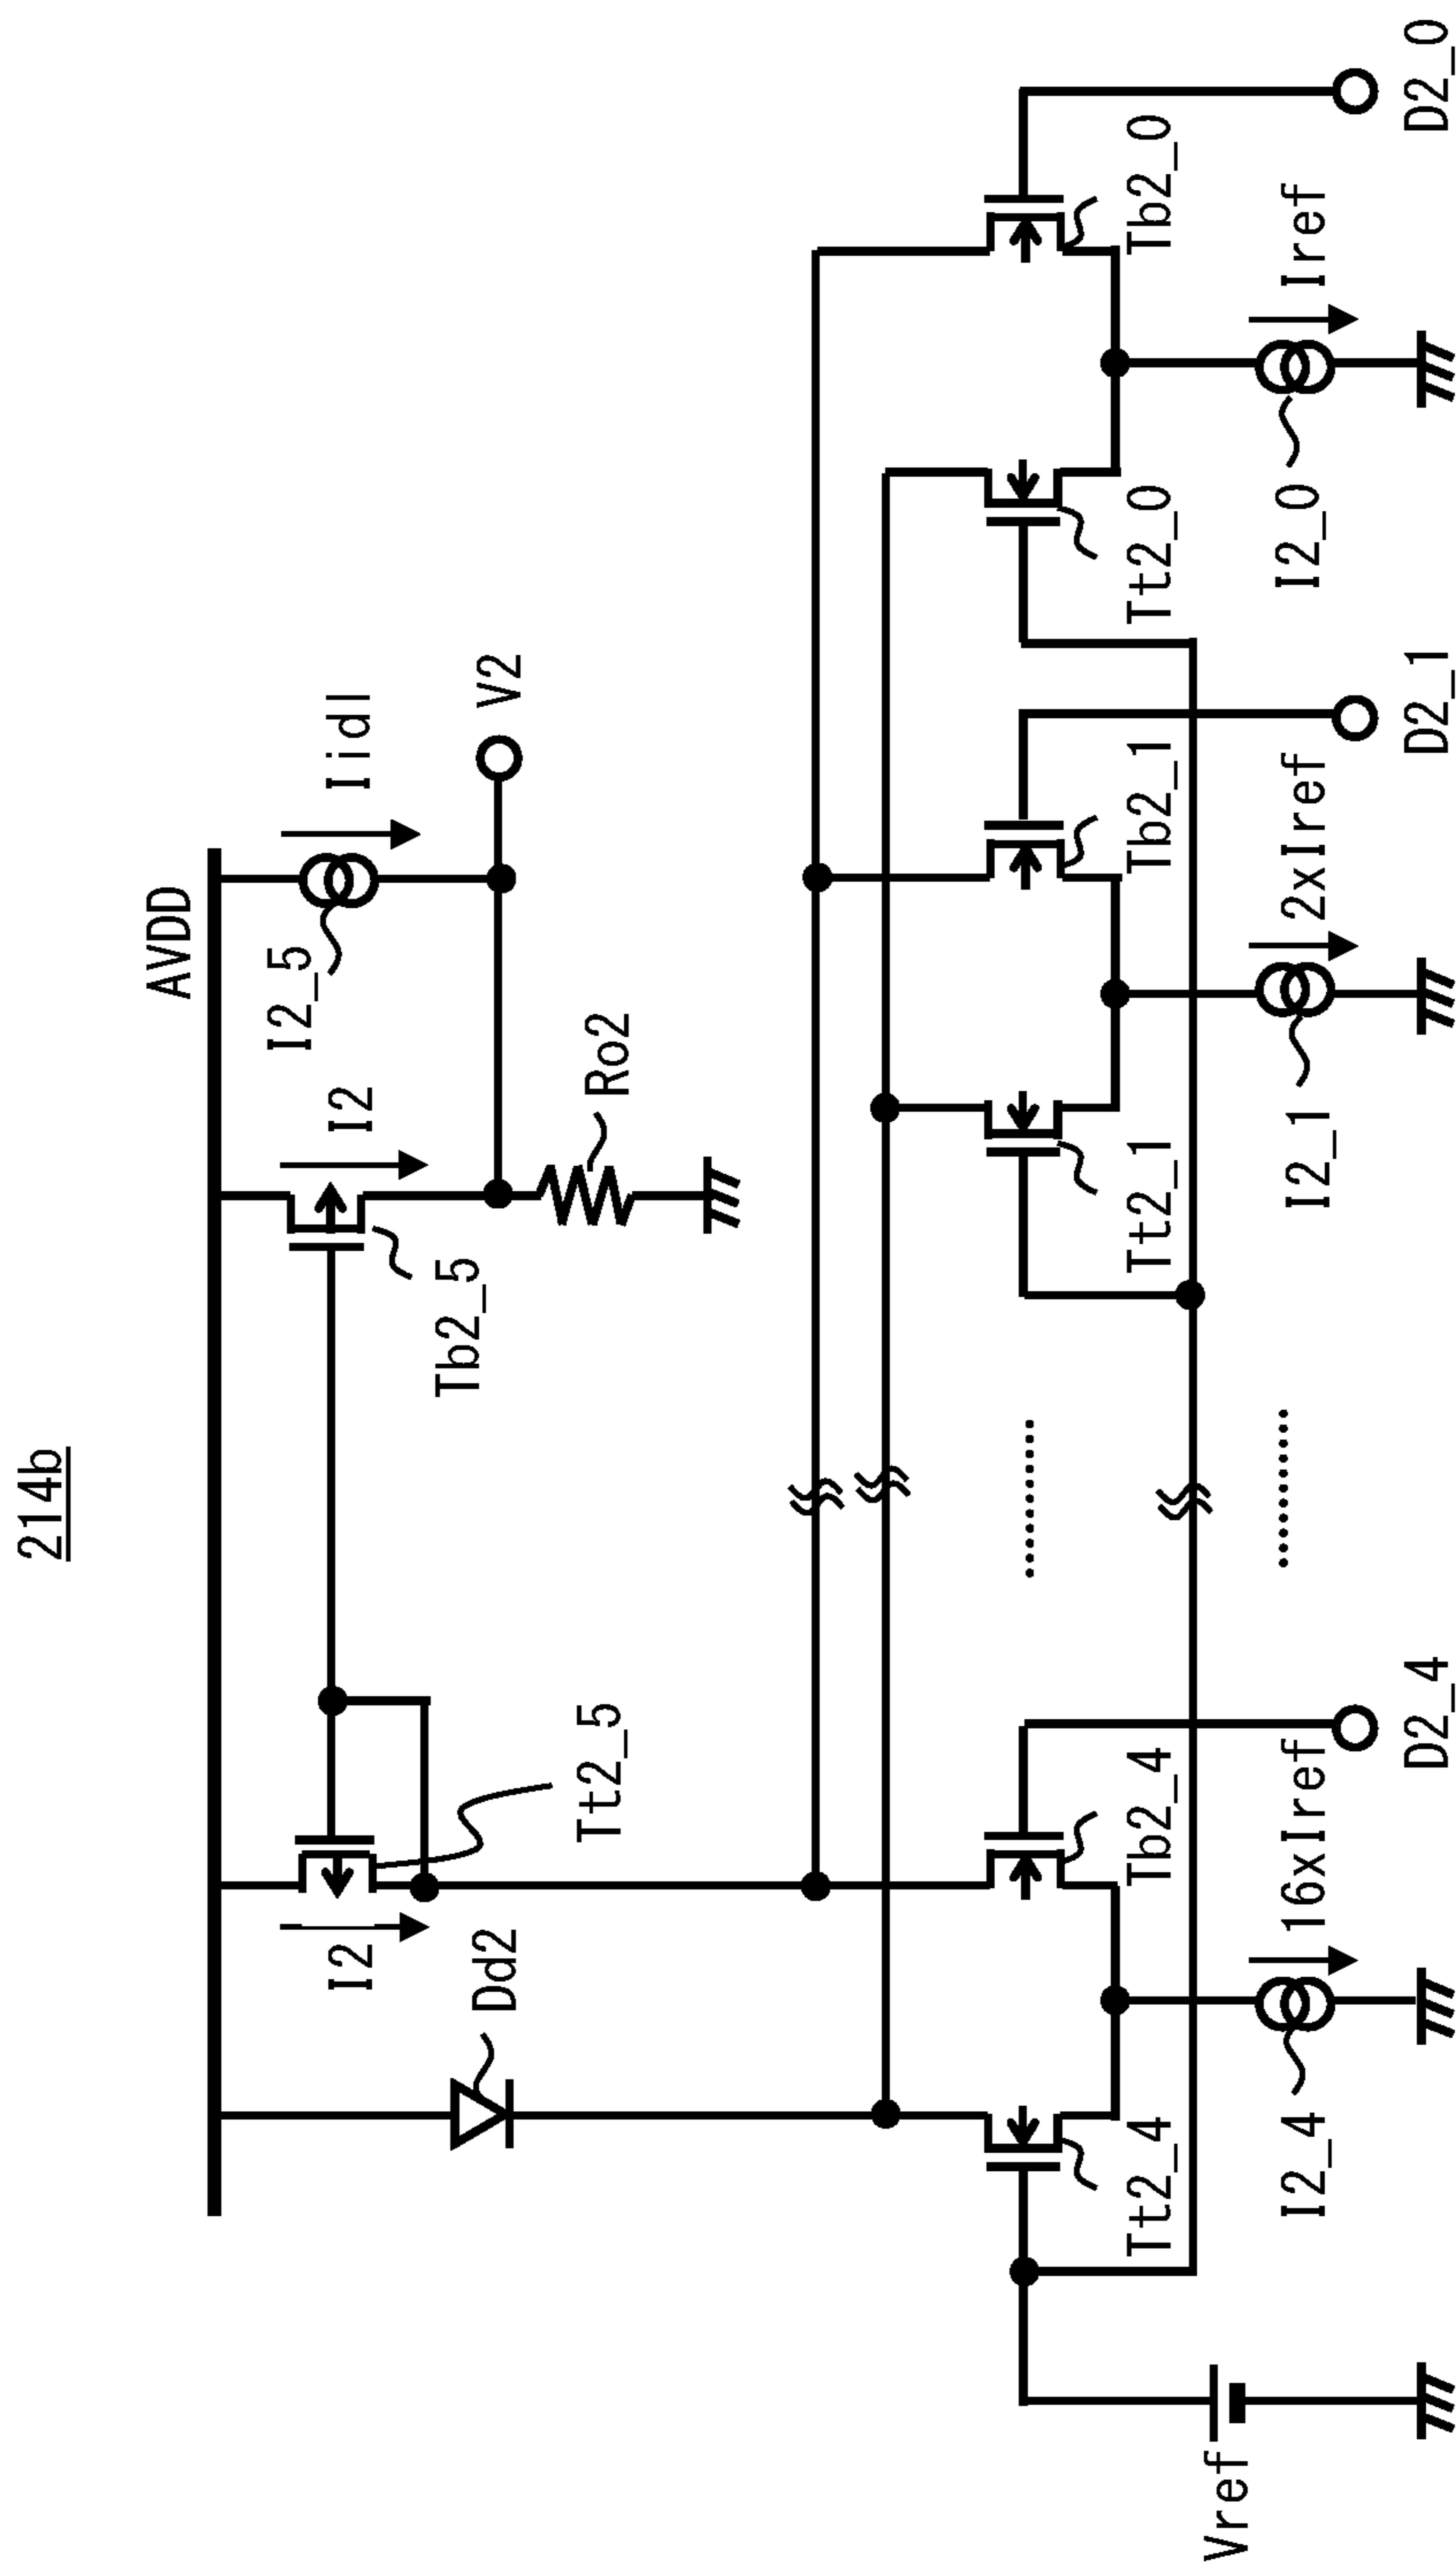 214b
AVDD
I2
I2
I2_5
Iidl
Tb2_5
V2
Dd2
Tt2_5
Ro2
Tt2_4
Tb2_4
Tt2_1
Tb2_1
Tt2_0
Tb2_0
Vref
I2_4
16xIref
I2_1
2xIref
I2_0
Iref
D2_4
D2_1
D2_0